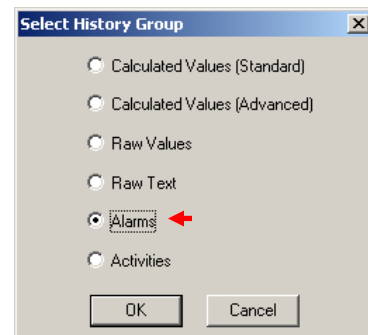 Select History Group
Calculated Values (Standard)
Calculated Values (Advanced)
Raw Values
Raw Text
Alarms
Activities
OK Cancel